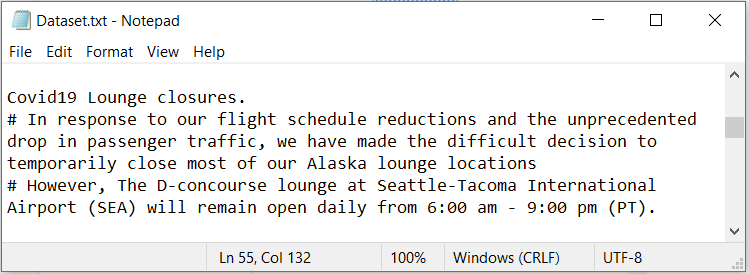 Dataset.txt - Notepad
File Edit Format View Help
Covid19 Lounge closures.
# In response to our flight schedule reductions and the unprecedented
drop in passenger traffic, we have made the difficult decision to
temporarily close most of our Alaska lounge locations
# However, The D-concourse lounge at Seattle-Tacoma International
Airport (SEA) will remain open daily from 6:00 am - 9:00 pm (PT).
Ln 55, Col 132 100% Windows (CRLF) UTF-8